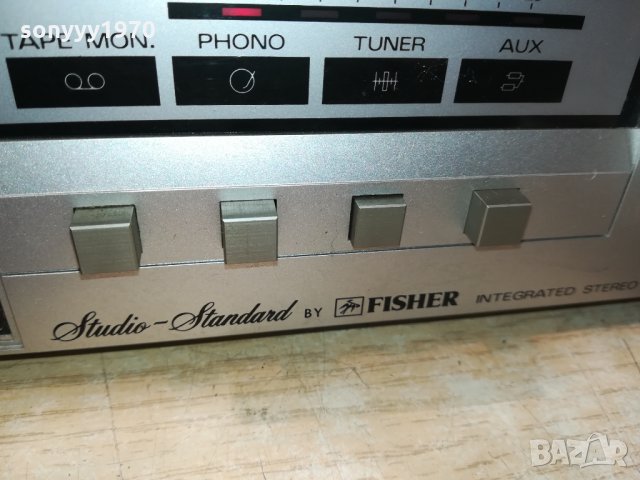 sonyyy1970
TAPE MON. PHONO TUNER AUX
Studio-Standard BY FISHER INTEGRATED STEREO
BAZAR